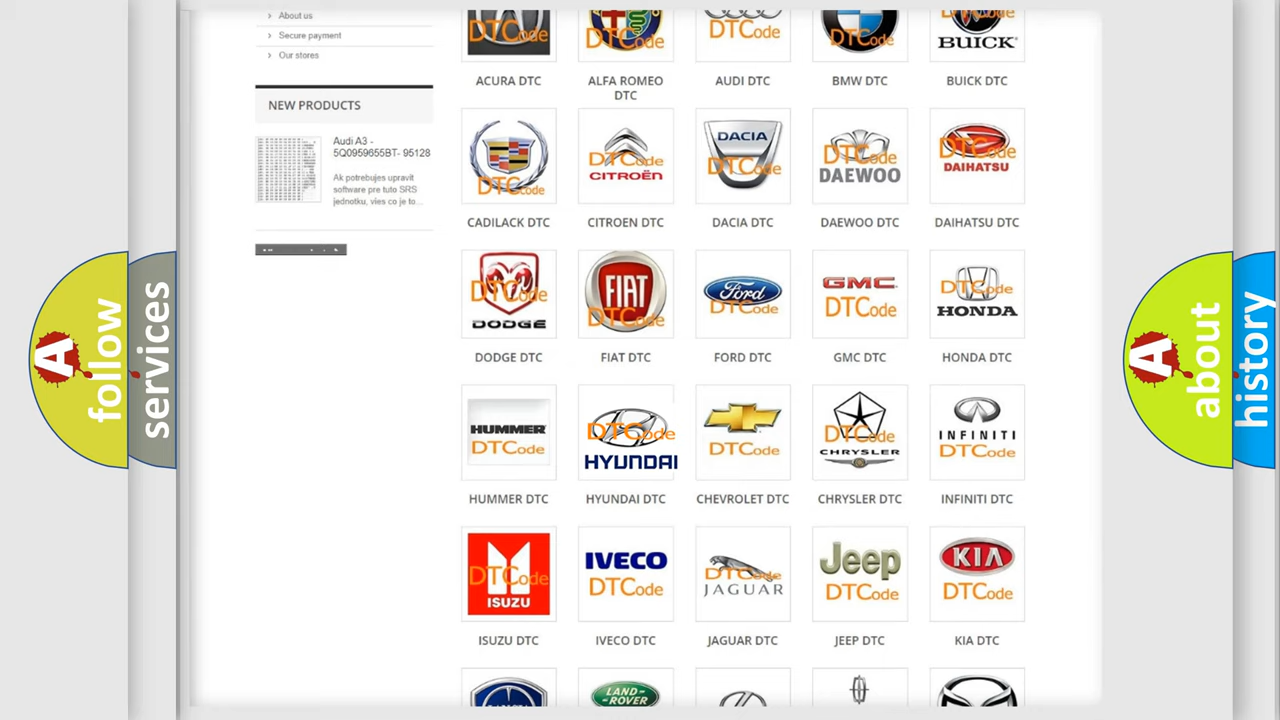 About us
Secure payment
Our stores
NEW PRODUCTS
Audi A3 -
5Q0959655BT- 95128
Ak potrebujes upravit
software pre tuto SRS
jednotku, vies co je to...
DTCode
DTCode
DTCode
DTCode
BUICK
ACURA DTC
ALFA ROMEO
DTC
AUDI DTC
BMW DTC
BUICK DTC
DTCode
DTCode
CITROËN
DACIA
DTCode
DTCode
DAEWOO
DTCode
DAIHATSU
CADILACK DTC
CITROEN DTC
DACIA DTC
DAEWOO DTC
DAIHATSU DTC
DTCode
DODGE
FIAT
DTCode
Ford
DTCode
GMC
DTCode
DTCode
HONDA
DODGE DTC
FIAT DTC
FORD DTC
GMC DTC
HONDA DTC
HUMMER
DTCode
DTCode
HYUNDAI
DTCode
DTCode
CHRYSLER
INFINITI
DTCode
HUMMER DTC
HYUNDAI DTC
CHEVROLET DTC
CHRYSLER DTC
INFINITI DTC
DTCode
ISUZU
IVECO
DTCode
DTCode
JAGUAR
Jeep
DTCode
KIA
DTCode
ISUZU DTC
IVECO DTC
JAGUAR DTC
JEEP DTC
KIA DTC
LAND-
ROVER
A
follow
services
A
about
history